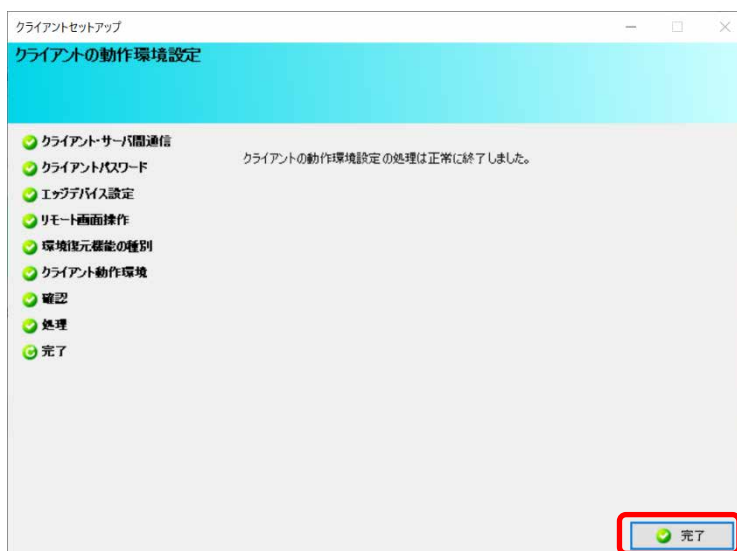 クライアントセットアップ
クライアントの動作環境設定
クライアント・サーバ間通信
クライアントパスワード
エッジデバイス設定
リモート画面操作
環境復元機能の種別
クライアント動作環境
確認
処理
完了
クライアントの動作環境設定の処理は正常に終了しました。
完了